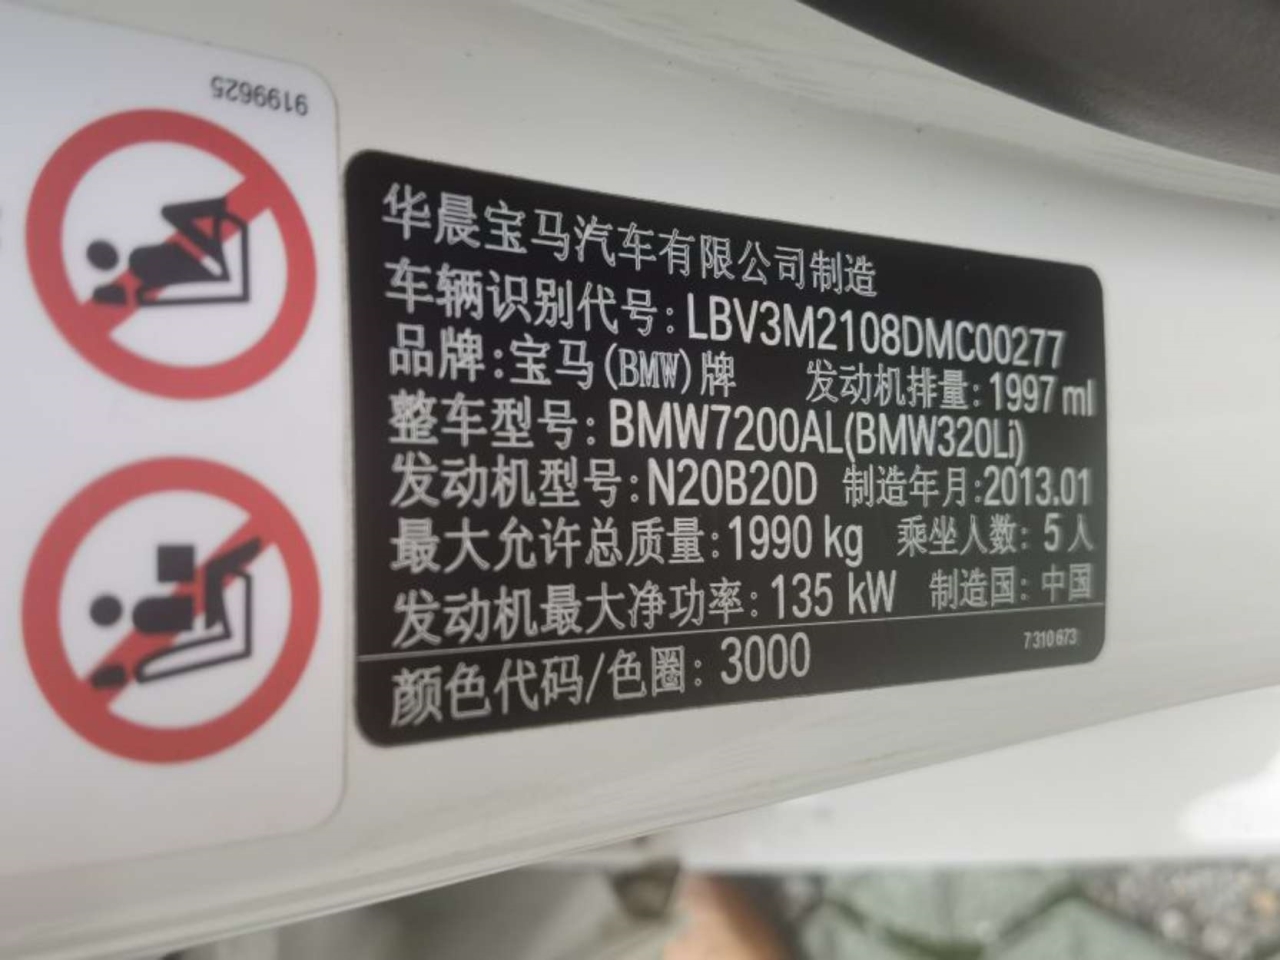 9199625
华晨宝马汽车有限公司制造
车辆识别代号：LBV3M2108DMC00277
品牌：宝马(BMW)牌 发动机排量：1997 ml
整车型号：BMW7200AL(BMW320Li)
发动机型号：N20B20D 制造年月：2013.01
最大允许总质量：1990 kg 乘坐人数：5人
发动机最大净功率：135 kW 制造国：中国
颜色代码/色圈：3000
7310673